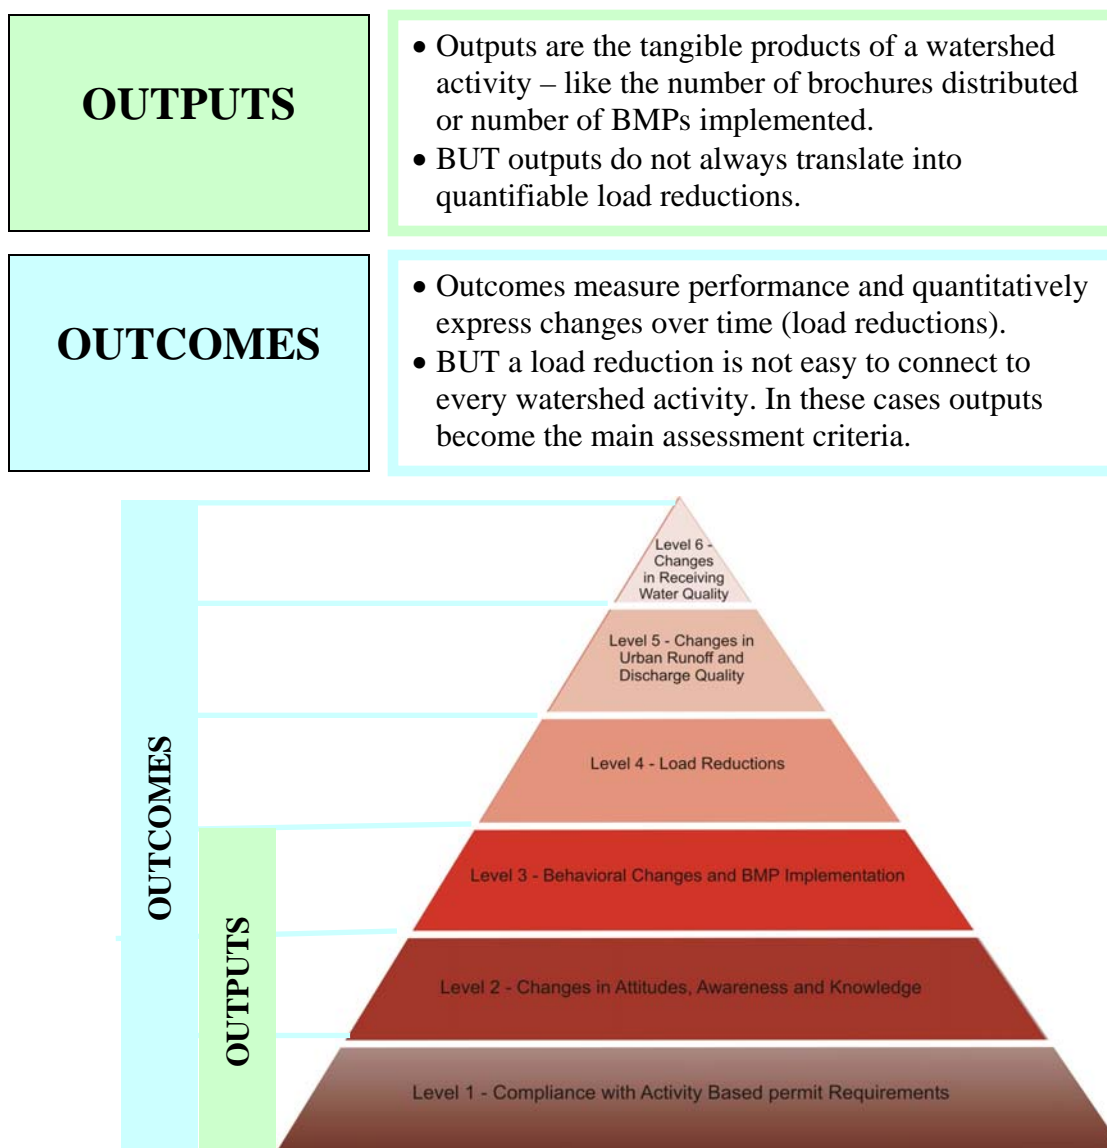 OUTPUTS
• Outputs are the tangible products of a watershed
activity – like the number of brochures distributed
or number of BMPs implemented.
• BUT outputs do not always translate into
quantifiable load reductions.
OUTCOMES
• Outcomes measure performance and quantitatively
express changes over time (load reductions).
• BUT a load reduction is not easy to connect to
every watershed activity. In these cases outputs
become the main assessment criteria.
OUTCOMES
OUTPUTS
Level 6 -
Changes
in Receiving
Water Quality
Level 5 - Changes in
Urban Runoff and
Discharge Quality
Level 4 - Load Reductions
Level 3 - Behavioral Changes and BMP Implementation
Level 2 - Changes in Attitudes, Awareness and Knowledge
Level 1 - Compliance with Activity Based permit Requirements